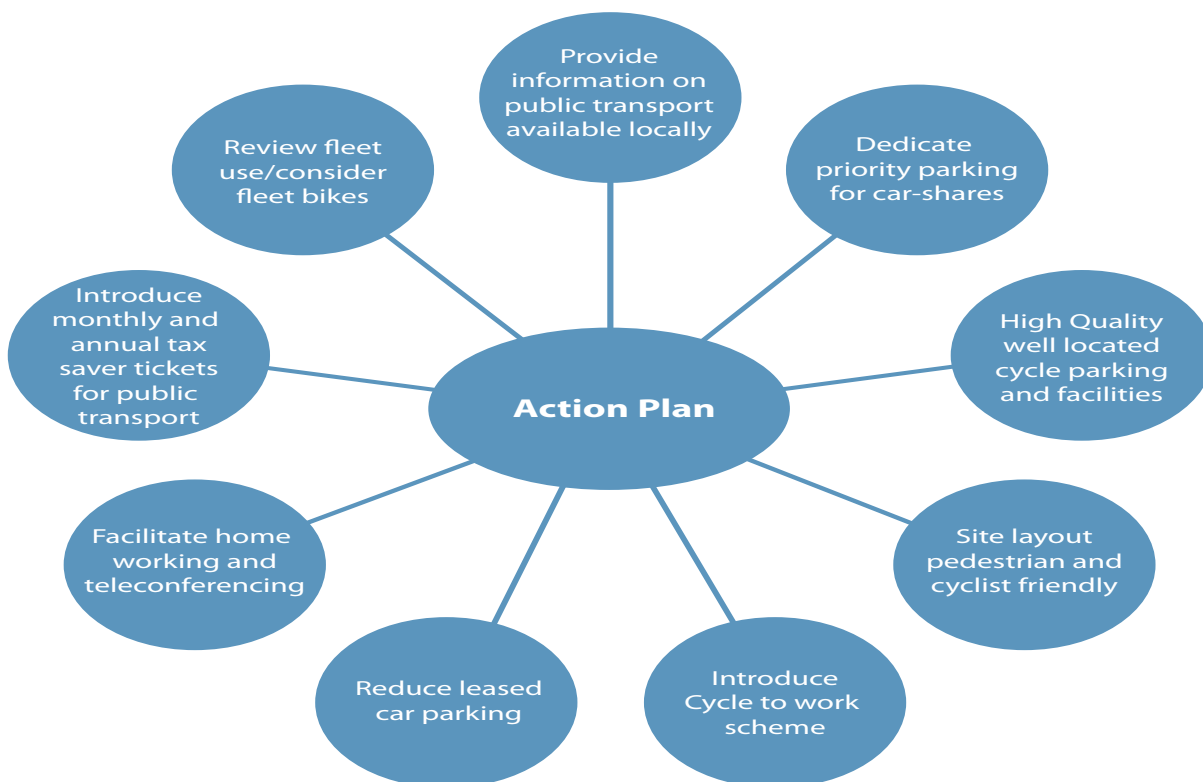 Provide
information on
public transport
available locally
Dedicate
priority parking
for car-shares
High Quality
well located
cycle parking
and facilities
Site layout
pedestrian and
cyclist friendly
Introduce
Cycle to work
scheme
Reduce leased
car parking
Facilitate home
working and
teleconferencing
Introduce
monthly and
annual tax
saver tickets
for public
transport
Review fleet
use/consider
fleet bikes
Action Plan